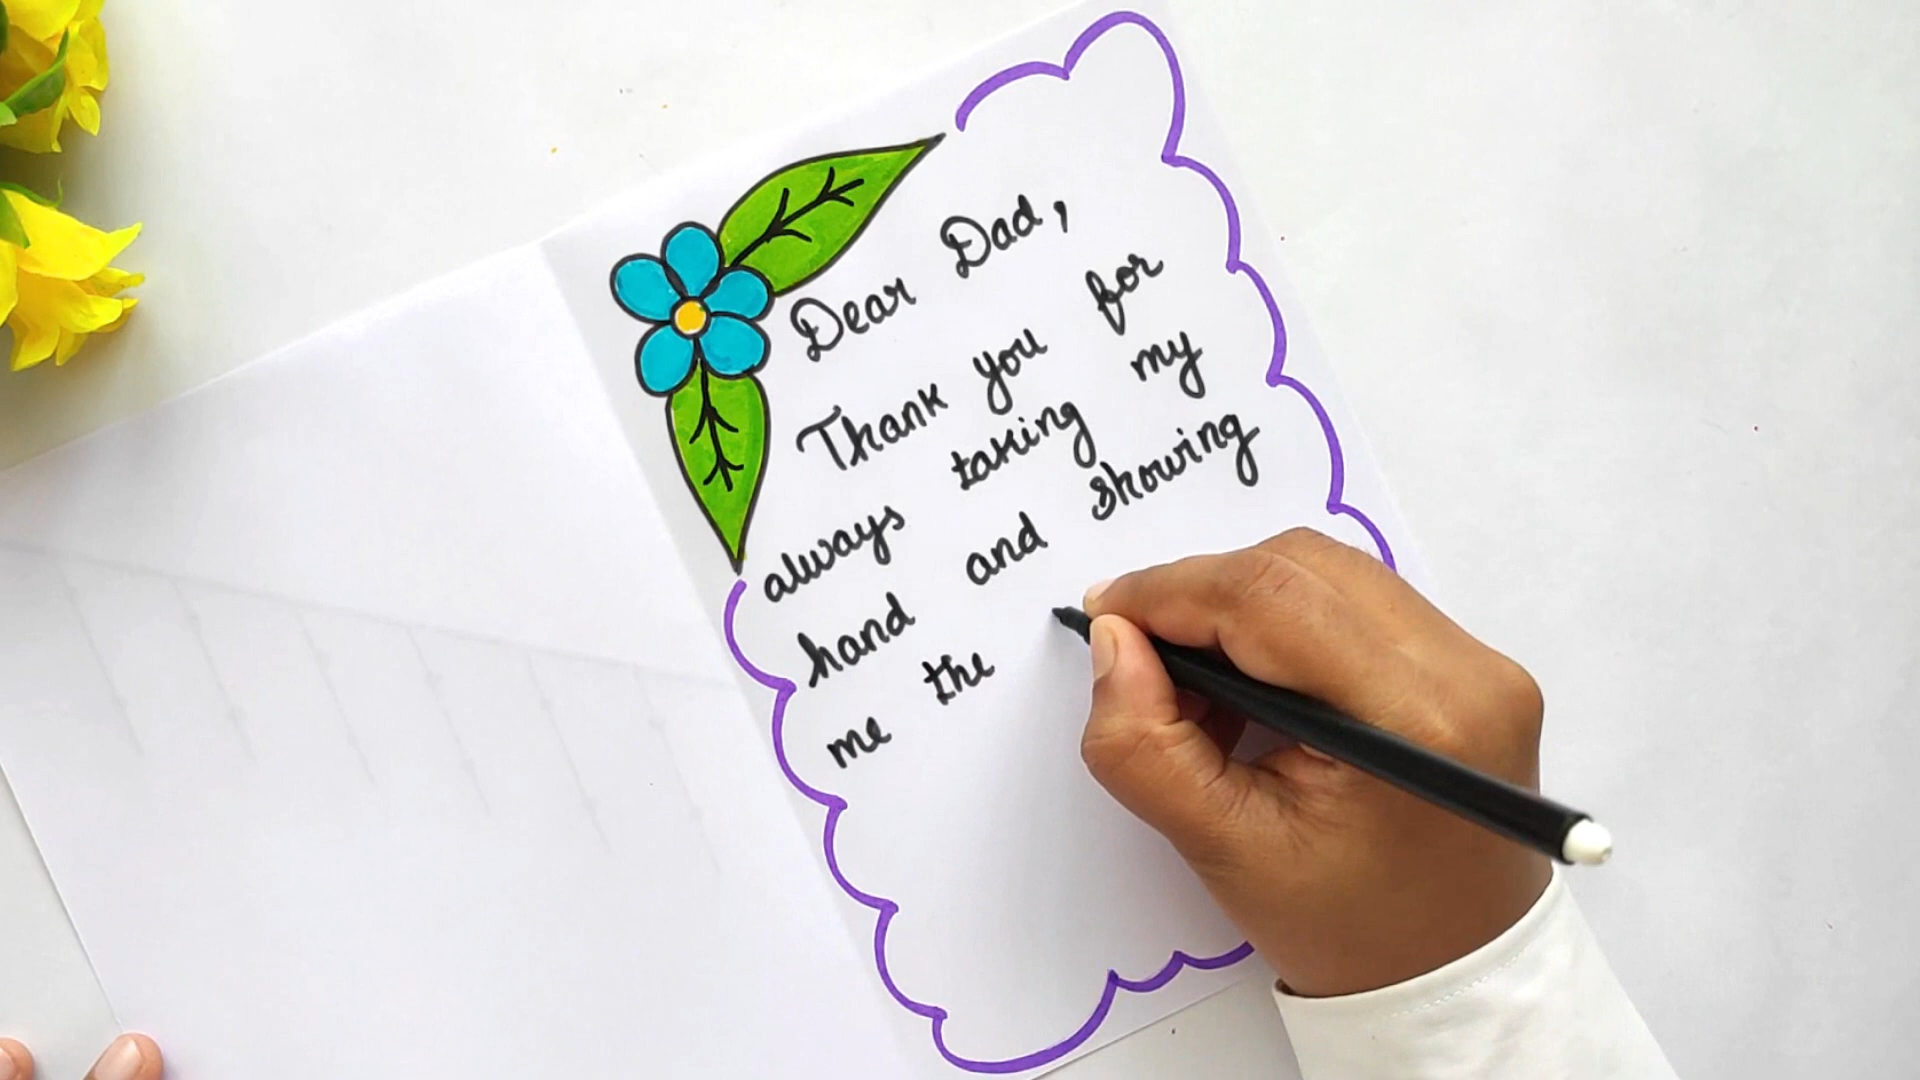 Dear Dad,
Thank you for
always taking my
hand and showing
me the